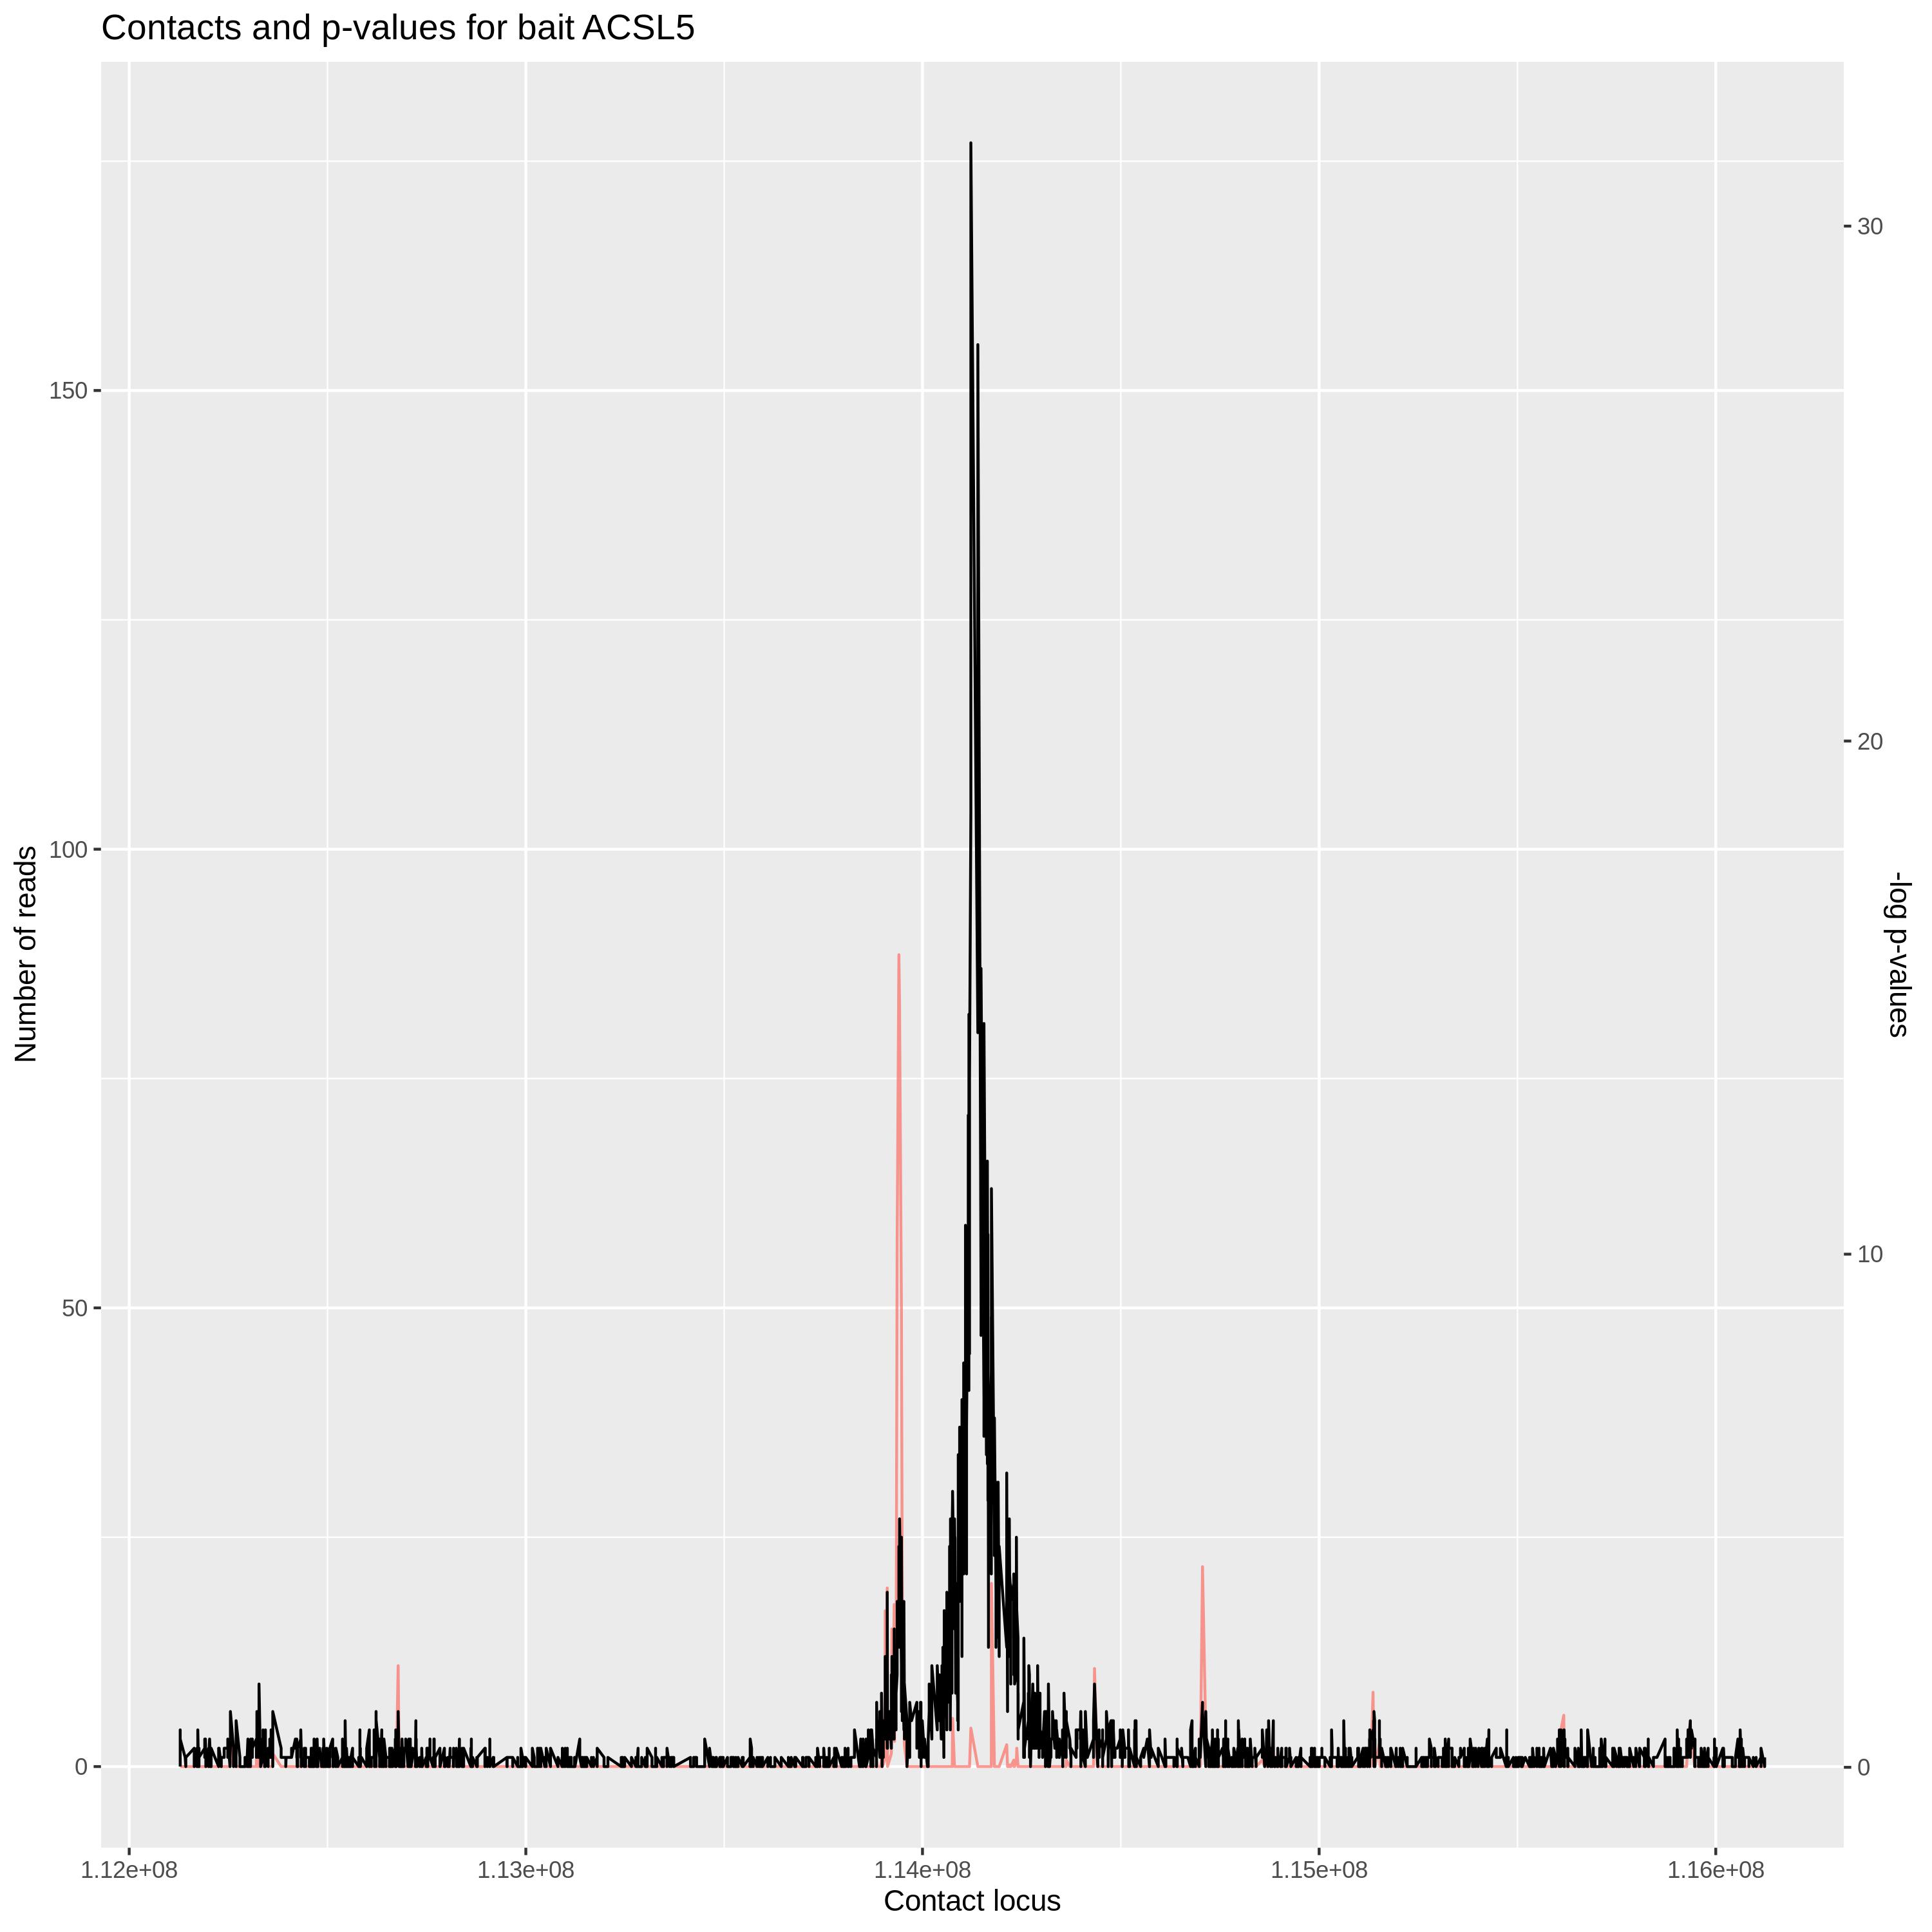 Contacts and p-values for bait ACSL5
150
100
50
0
30
20
10
0
Number of reads
-log p-values
1.12e+08
1.13e+08
1.14e+08
1.15e+08
1.16e+08
Contact locus